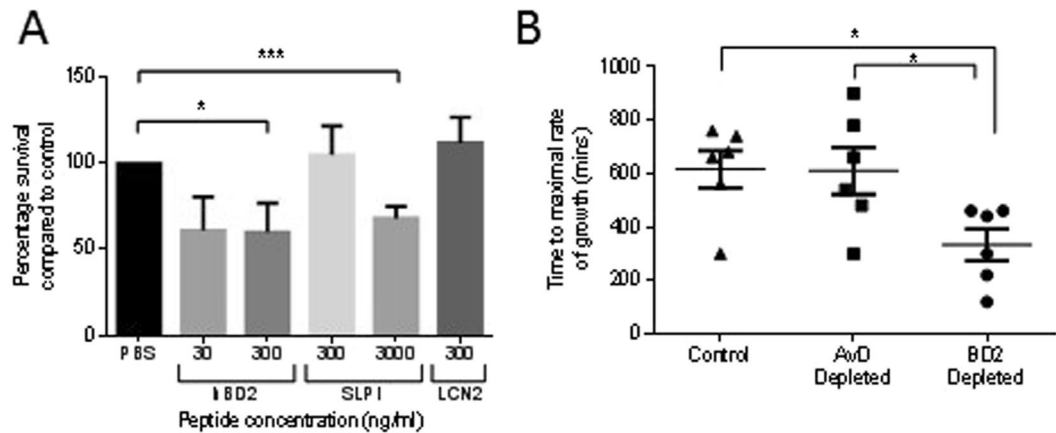 A
B
***
*
*
*
Percentage survival
compared to control
150
100
50
0
PBS
30
300
300
3000
300
hBD2
SLPI
LCN2
Peptide concentration (ng/ml)
Time to maximal rate
of growth (mins)
1000
800
600
400
200
0
Control
AvD
Depleted
BD2
Depleted